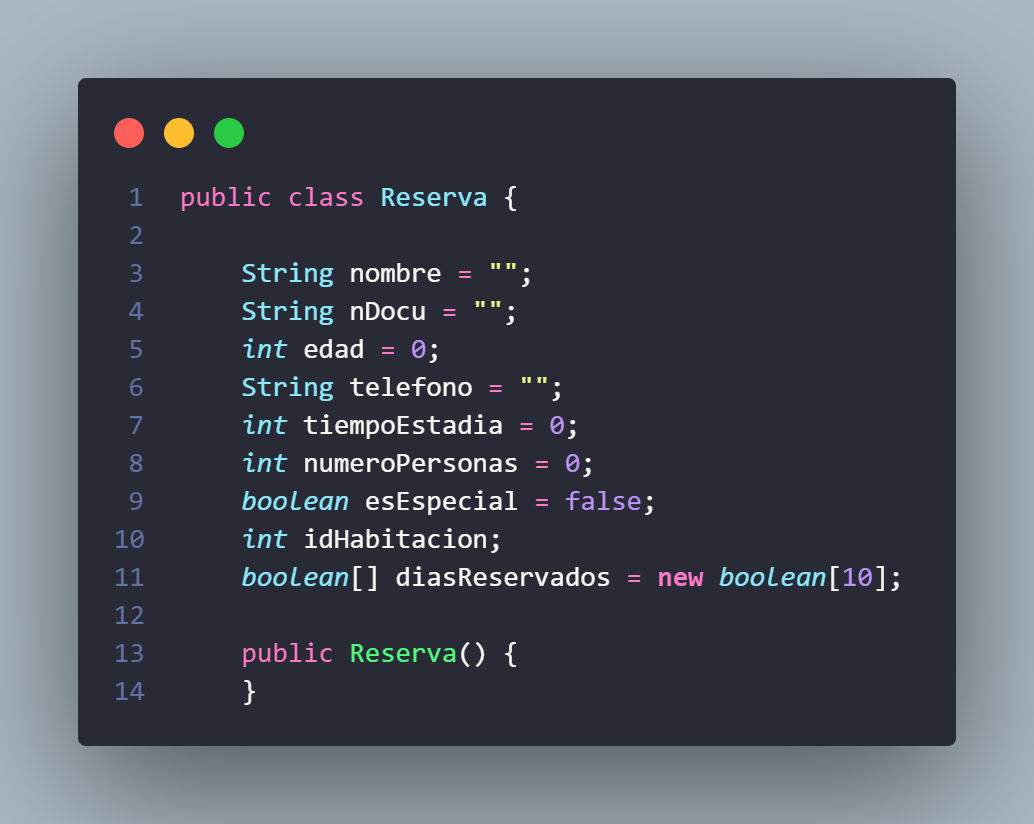 1 public class Reserva {
2
3     String nombre = "";
4     String nDocu = "";
5     int edad = 0;
6     String telefono = "";
7     int tiempoEstadia = 0;
8     int numeroPersonas = 0;
9     boolean esEspecial = false;
10     int idHabitacion;
11     boolean[] diasReservados = new boolean[10];
12
13     public Reserva() {
14     }